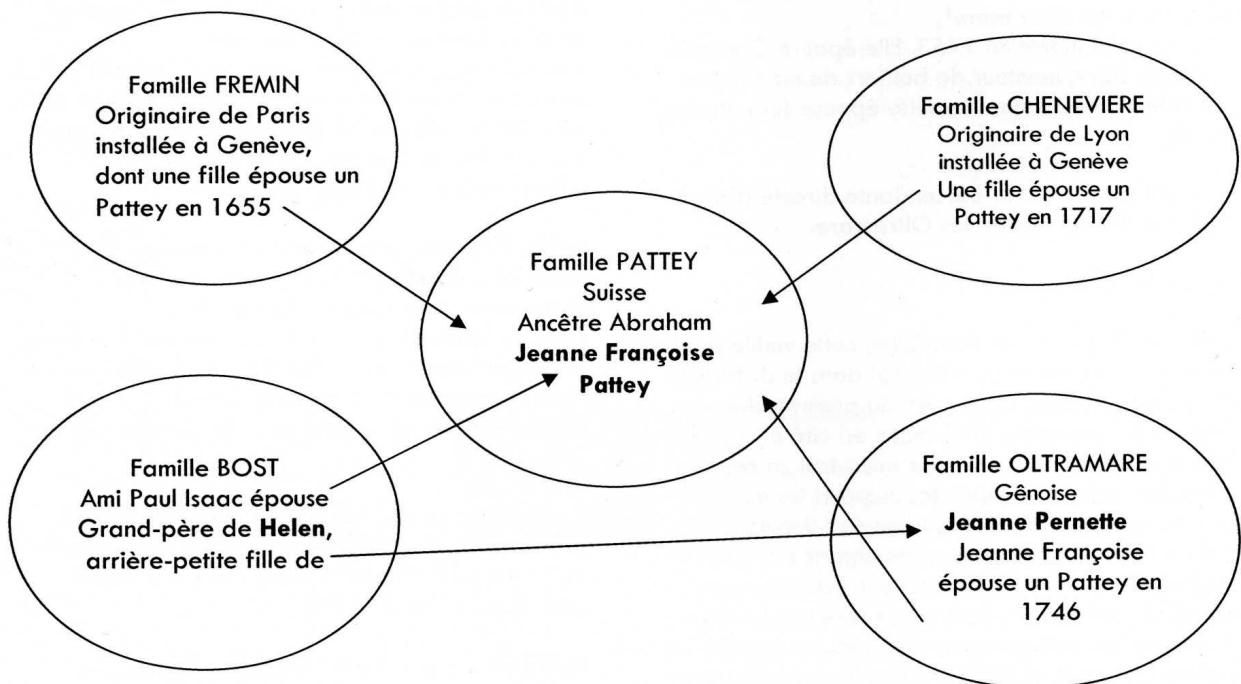 Famille FREMIN
Originaire de Paris
installée à Genève,
dont une fille épouse un
Pattey en 1655
Famille CHENEVIERE
Originaire de Lyon
installée à Genève
Une fille épouse un
Pattey en 1717
Famille PATTEY
Suisse
Ancêtre Abraham
Jeanne Françoise
Pattey
Famille BOST
Ami Paul Isaac épouse
Grand-père de Helen,
arrière-petite fille de
Famille OLTRAMARE
Gênoise
Jeanne Pernette
Jeanne Françoise
épouse un Pattey en
1746